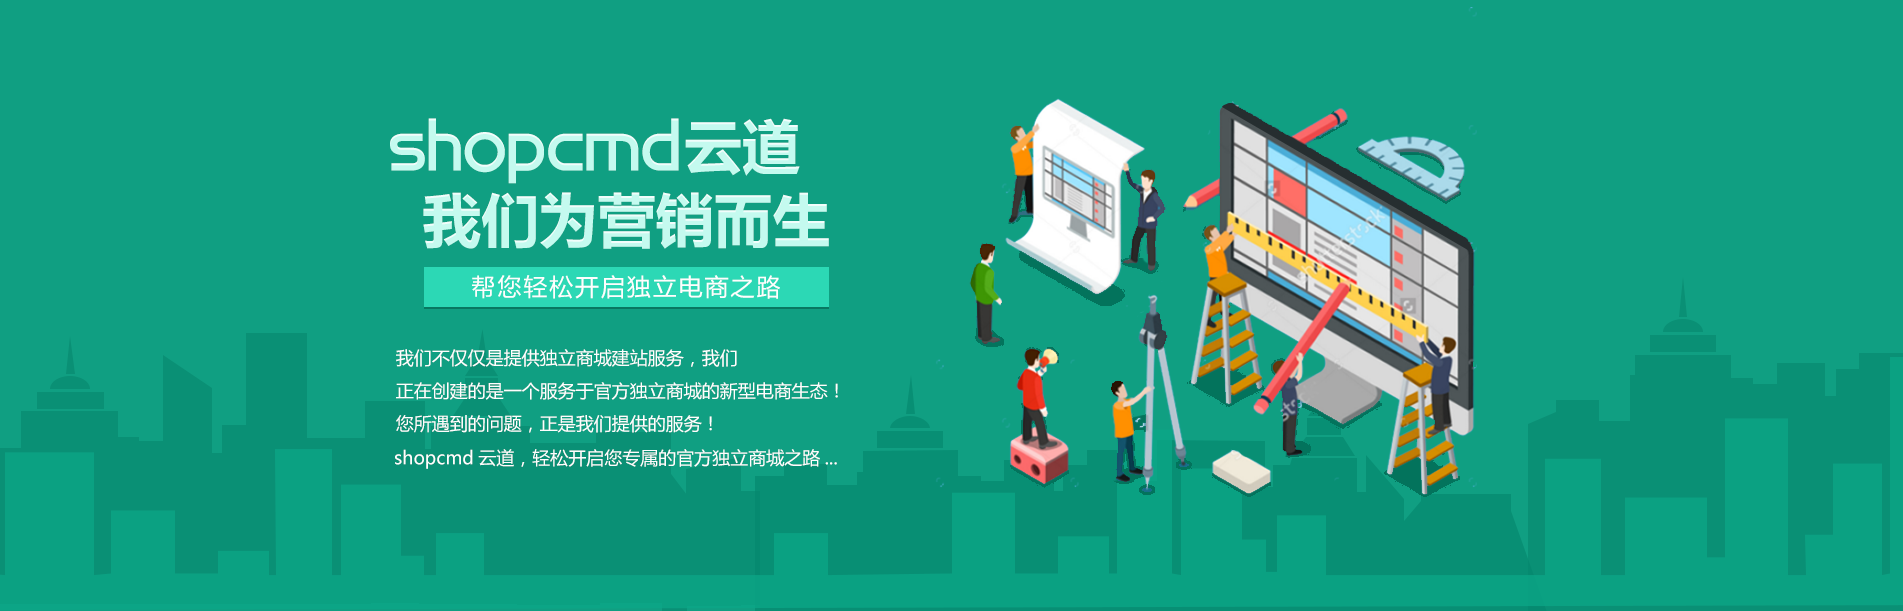 shopcmd云道
我们为营销而生
帮您轻松开启独立电商之路
我们不仅仅是提供独立商城建站服务，我们
正在创建的是一个服务于官方独立商城的新型电商生态！
您所遇到的问题，正是我们提供的服务！
shopcmd 云道，轻松开启您专属的官方独立商城之路 ...